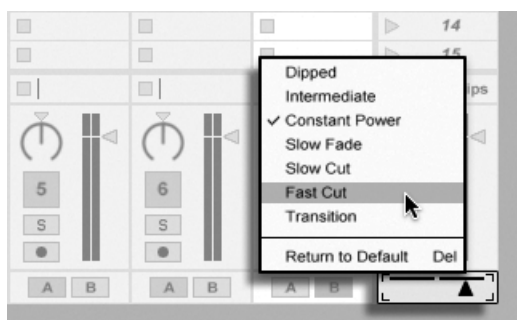 14
15
ips
Dipped
Intermediate
Constant Power
Slow Fade
Slow Cut
Fast Cut
Transition
Return to Default Del
5 6
S S
A B A B A B